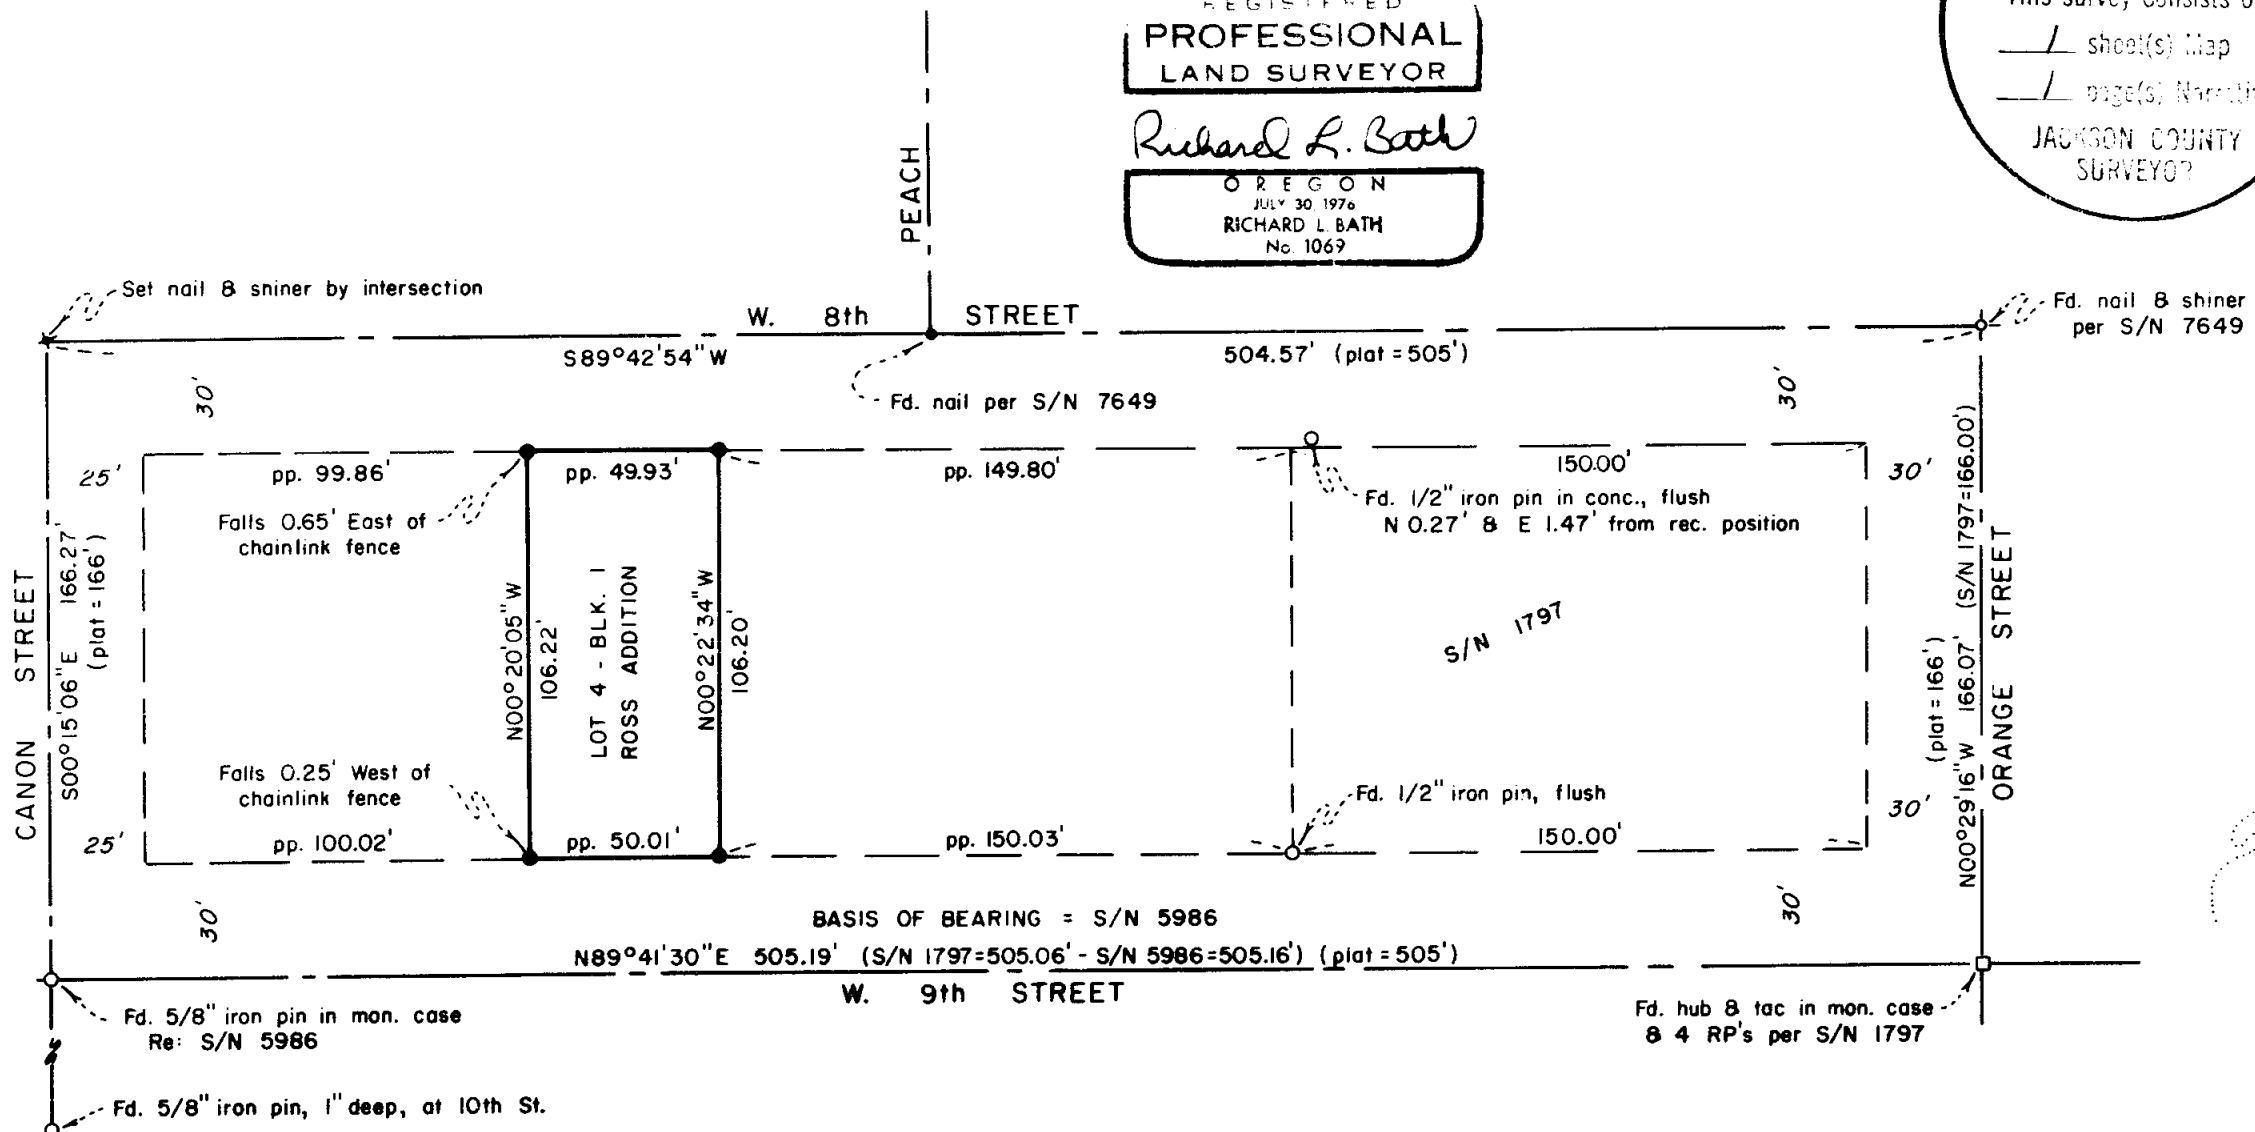 REGISTERED
PROFESSIONAL
LAND SURVEYOR
Richard L. Bath
OREGON
JULY 30, 1976
RICHARD L. BATH
No. 1069
sheet(s) Map
page(s)
JACKSON COUNTY
SURVEYOR
PEACH
Set nail & shiner by intersection
W. 8th STREET
Fd. nail & shiner
per S/N 7649
S89°42'54"W
504.57' (plat = 505')
30'
30'
Fd. nail per S/N 7649
25'
pp. 99.86'
pp. 49.93'
pp. 149.80'
150.00'
30'
Falls 0.65' East of
chainlink fence
Fd. 1/2" iron pin in conc., flush
N 0.27' & E 1.47' from rec. position
CANON STREET
S00°15'06"E 166.27'
(plat = 166')
N00°20'05"W
106.22'
LOT 4 - BLK. 1
ROSS ADDITION
N00°22'34"W
106.20'
S/N 1797
(plat = 166')
N00°29'16"W 166.07' (S/N 1797=166.00')
ORANGE STREET
Falls 0.25' West of
chainlink fence
Fd. 1/2" iron pin, flush
25'
pp. 100.02'
pp. 50.01'
pp. 150.03'
150.00'
30'
30'
30'
BASIS OF BEARING = S/N 5986
N89°41'30"E 505.19' (S/N 1797=505.06' - S/N 5986=505.16') (plat = 505')
W. 9th STREET
Fd. 5/8" iron pin in mon. case
Re: S/N 5986
Fd. hub & tac in mon. case
& 4 RP's per S/N 1797
Fd. 5/8" iron pin, 1" deep, at 10th St.